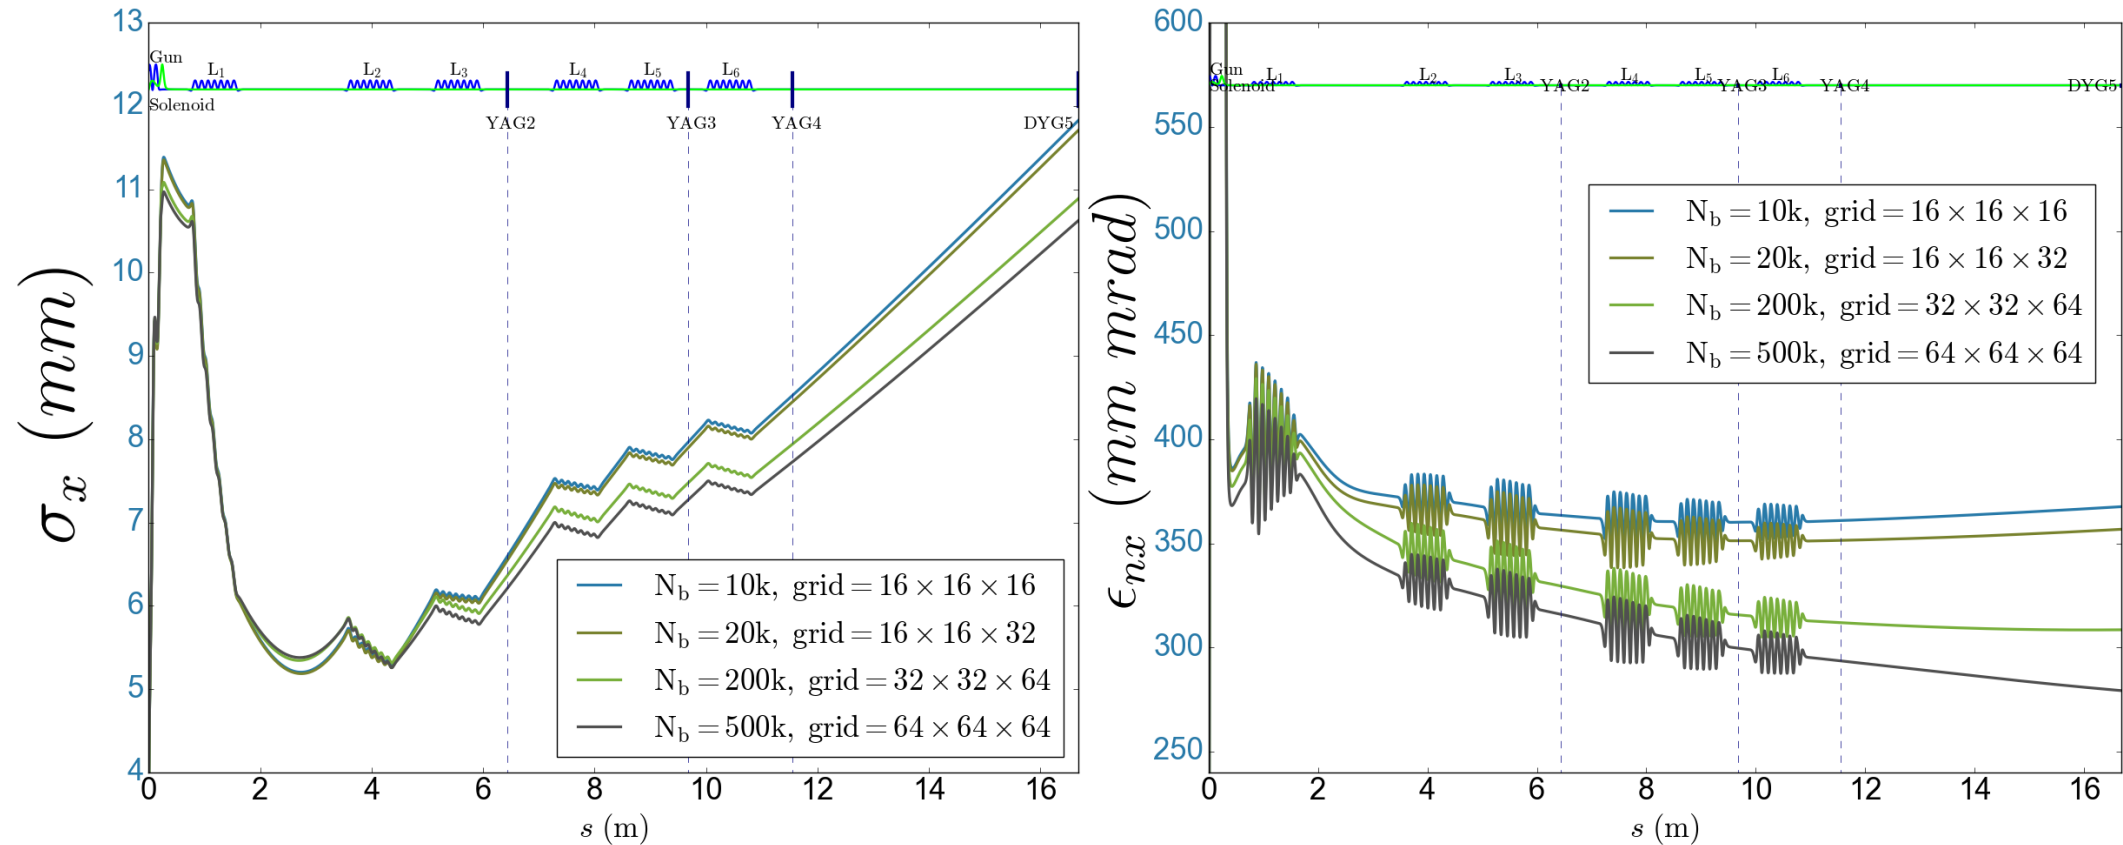 13
12
11
10
9
8
7
6
5
4
σx (mm)
Gun
Solenoid
L1
L2
L3
L4
L5
L6
YAG2
YAG3
YAG4
DYG5
Nb = 10k, grid = 16 × 16 × 16
Nb = 20k, grid = 16 × 16 × 32
Nb = 200k, grid = 32 × 32 × 64
Nb = 500k, grid = 64 × 64 × 64
0 2 4 6 8 10 12 14 16
s (m)
600
550
500
450
400
350
300
250
ϵnx (mm mrad)
Gun
Solenoid
L1
L2
L3
YAG2
L4
L5
YAG3
L6
YAG4
DYG5
Nb = 10k, grid = 16 × 16 × 16
Nb = 20k, grid = 16 × 16 × 32
Nb = 200k, grid = 32 × 32 × 64
Nb = 500k, grid = 64 × 64 × 64
0 2 4 6 8 10 12 14 16
s (m)